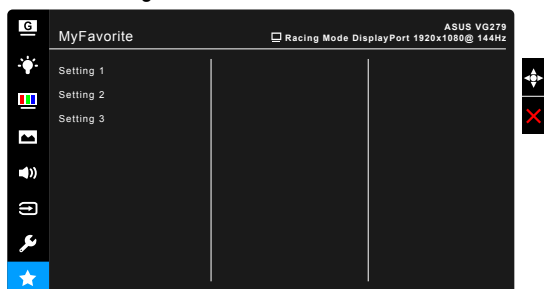 G
MyFavorite
ASUS VG279
Racing Mode DisplayPort 1920x1080@ 144Hz
Setting 1
Setting 2
Setting 3